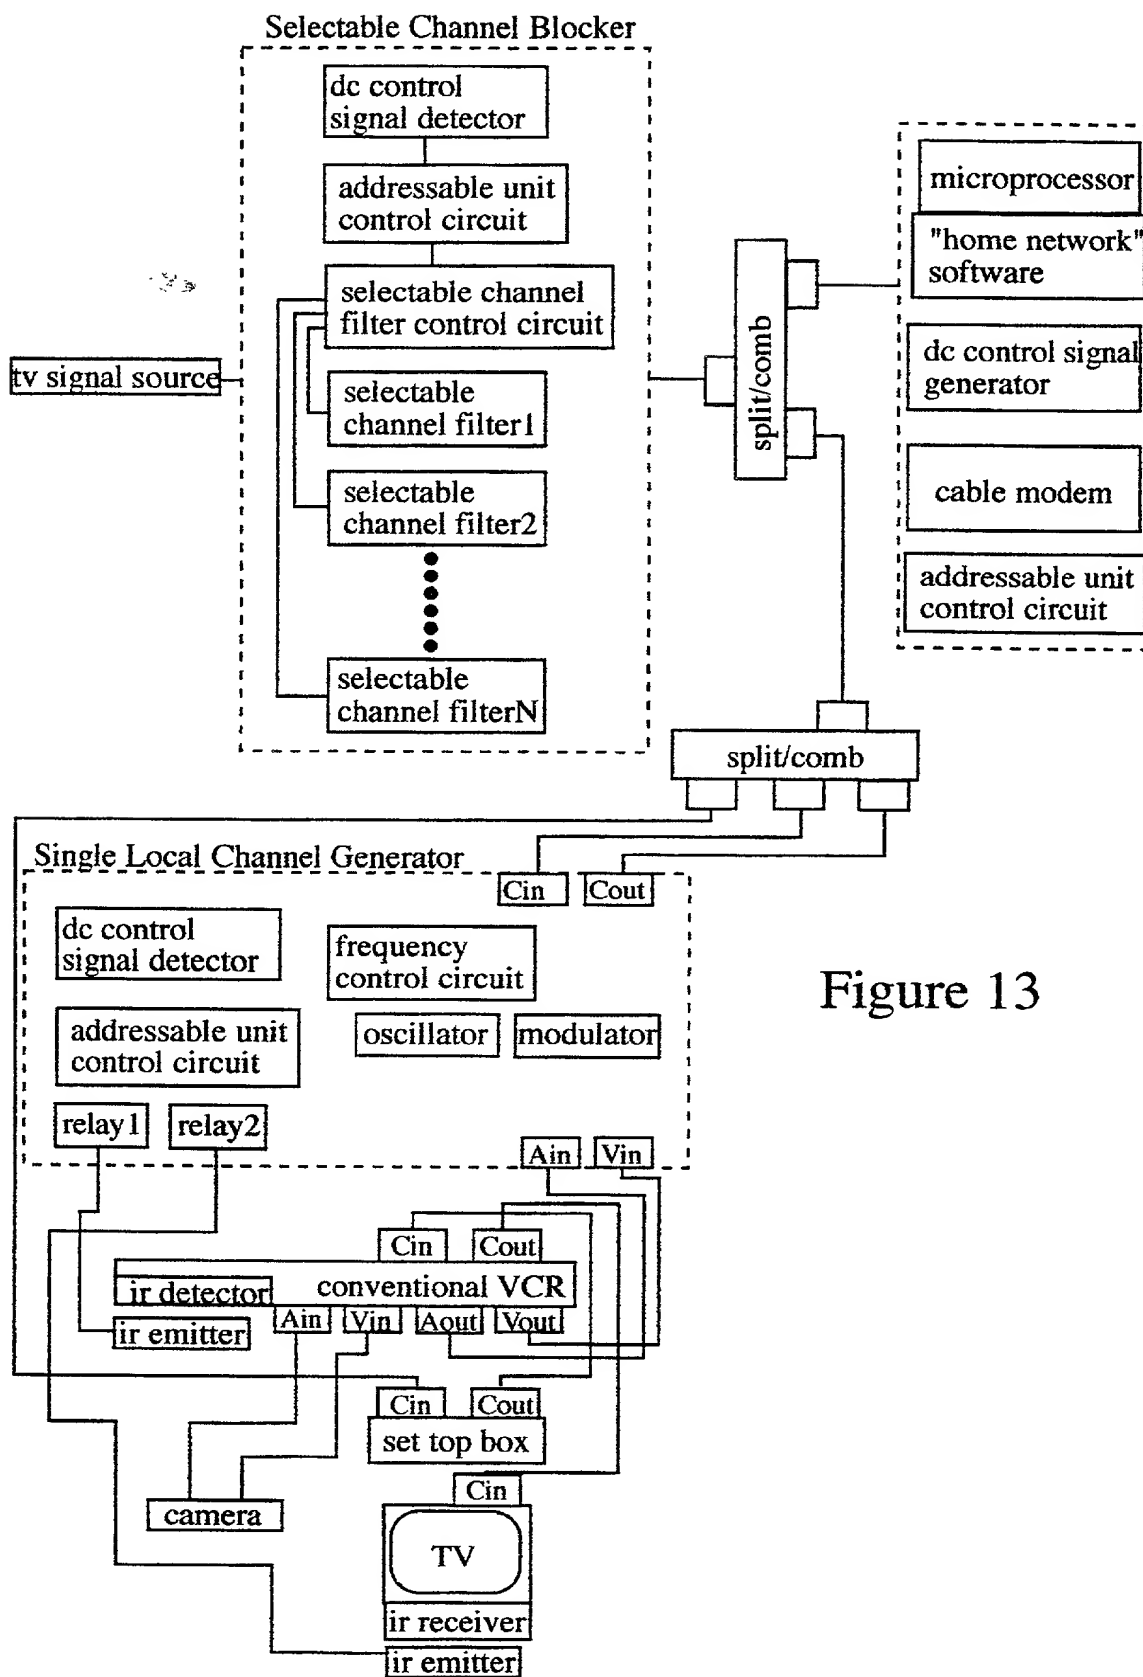 Selectable Channel Blocker
dc control
signal detector
addressable unit
control circuit
selectable channel
filter control circuit
selectable
channel filter1
selectable
channel filter2
selectable
channel filterN
tv signal source
split/comb
microprocessor
"home network"
software
dc control signal
generator
cable modem
addressable unit
control circuit
split/comb
Single Local Channel Generator
Cin
Cout
dc control
signal detector
frequency
control circuit
addressable unit
control circuit
oscillator
modulator
relay1
relay2
Ain
Vin
Figure 13
Cin
Cout
conventional VCR
ir detector
Ain
Vin
Aout
Vout
ir emitter
Cin
Cout
set top box
Cin
camera
TV
ir receiver
ir emitter